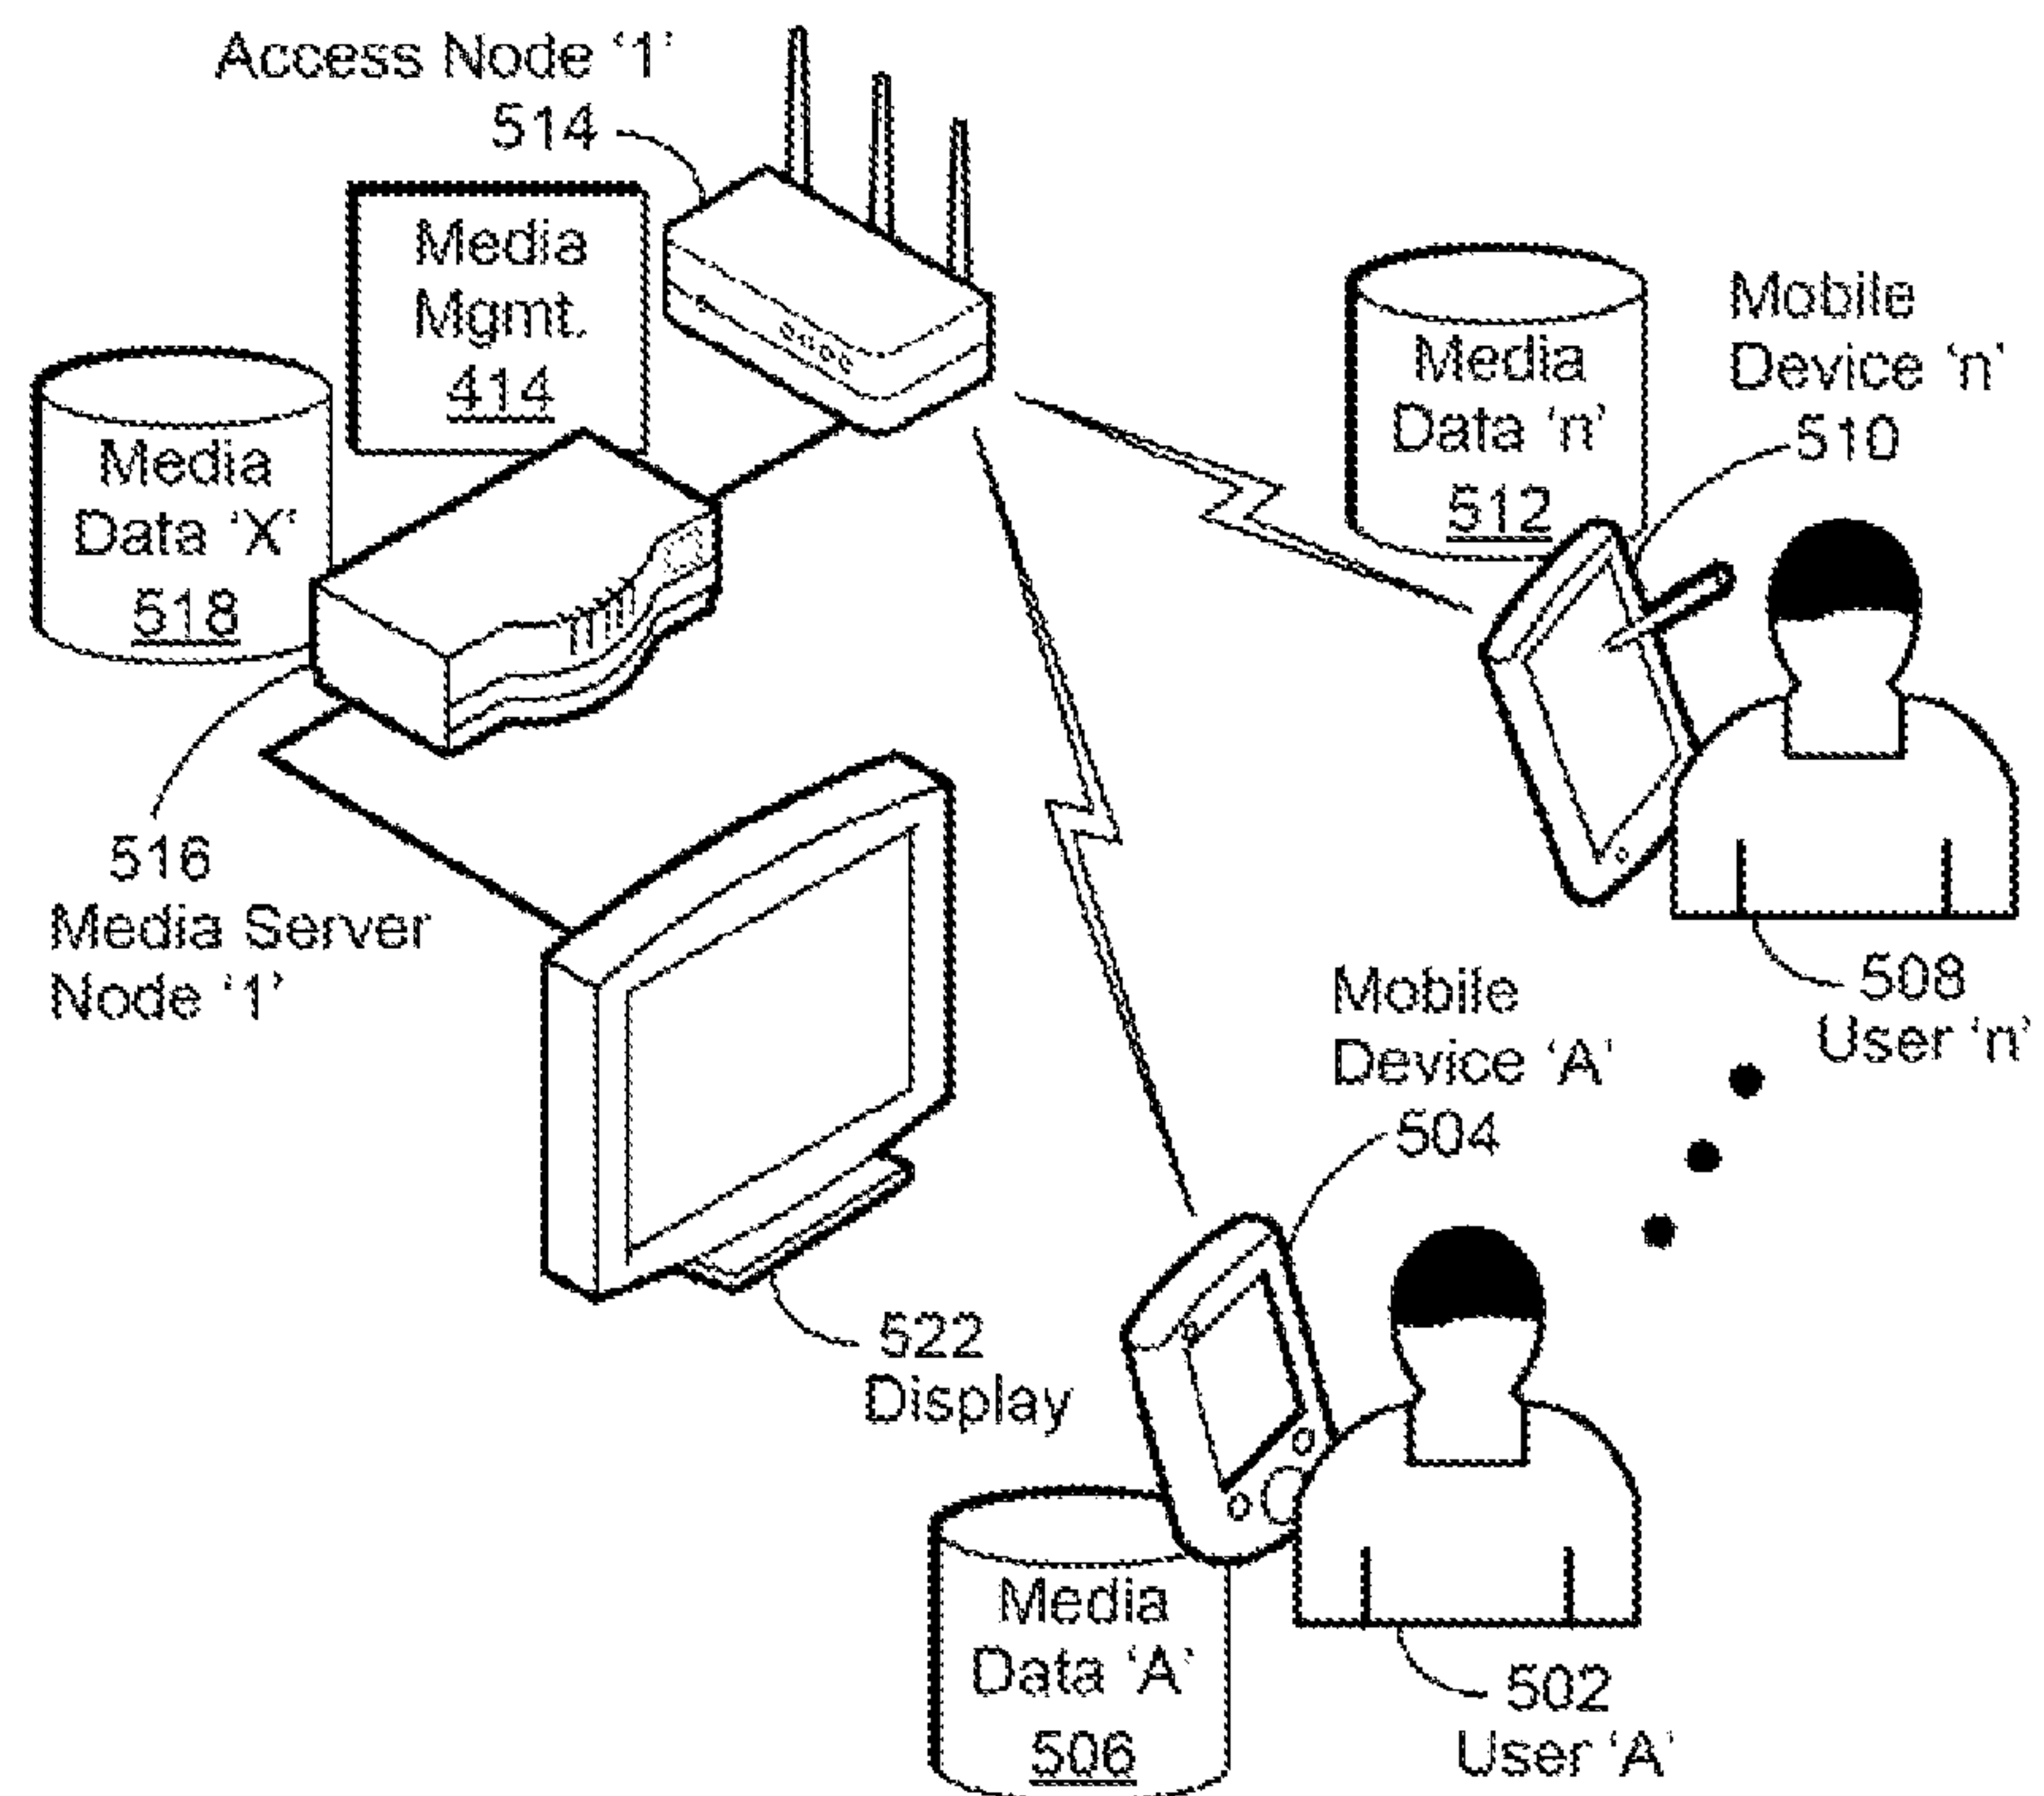 Access Node ‘1’
514
Media
Mgmt.
414
Media
Data ‘X’
518
516
Media Server
Node ‘1’
Media
Data ‘n’
512
Mobile
Device ‘n’
510
508
User ‘n’
Mobile
Device ‘A’
504
522
Display
Media
Data ‘A’
506
502
User ‘A’